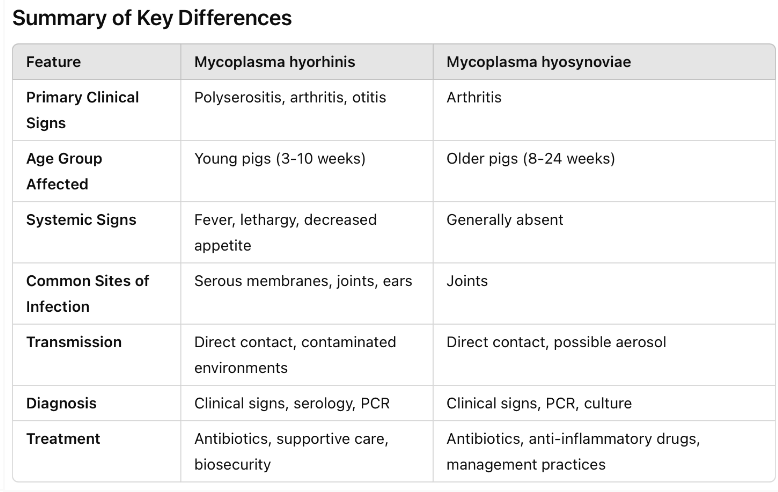 Summary of Key Differences
Feature Mycoplasma hyorhinis Mycoplasma hyosynoviae
Primary Clinical Polyserositis, arthritis, otitis Arthritis
Signs
Age Group Young pigs (3-10 weeks) Older pigs (8-24 weeks)
Affected
Systemic Signs Fever, lethargy, decreased Generally absent
appetite
Common Sites of Serous membranes, joints, ears Joints
Infection
Transmission Direct contact, contaminated Direct contact, possible aerosol
environments
Diagnosis Clinical signs, serology, PCR Clinical signs, PCR, culture
Treatment Antibiotics, supportive care, Antibiotics, anti-inflammatory drugs,
biosecurity management practices